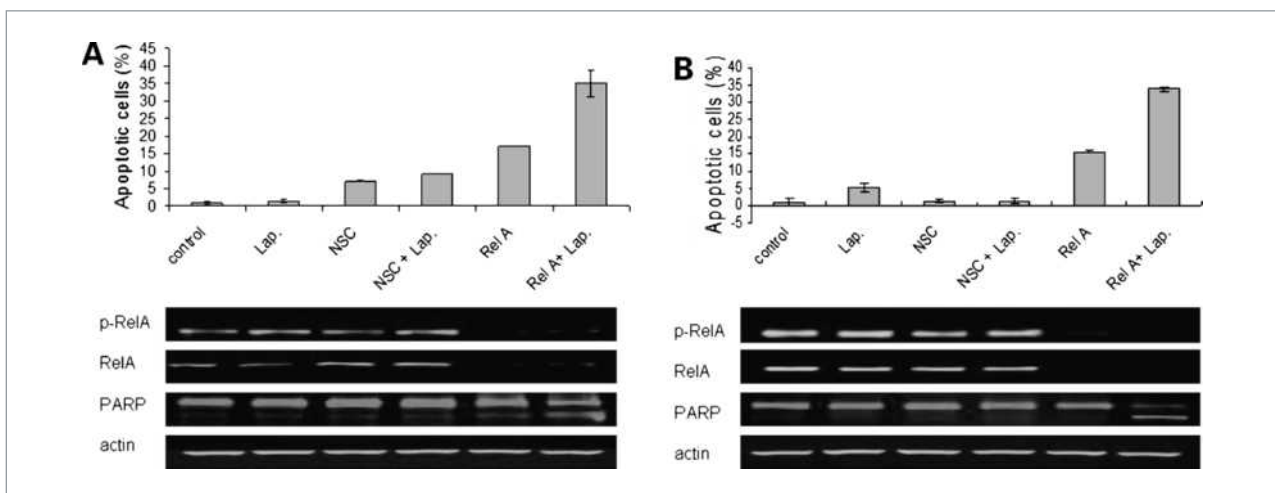 A
Apoptotic cells (%)
45
40
35
30
25
20
15
10
5
0
control
Lap.
NSC
NSC + Lap.
Rel A
Rel A+ Lap.
p-RelA
RelA
PARP
actin
B
Apoptotic cells (%)
40
35
30
25
20
15
10
5
0
-5
control
Lap.
NSC
NSC + Lap.
Rel A
Rel A+ Lap.
p-RelA
RelA
PARP
actin